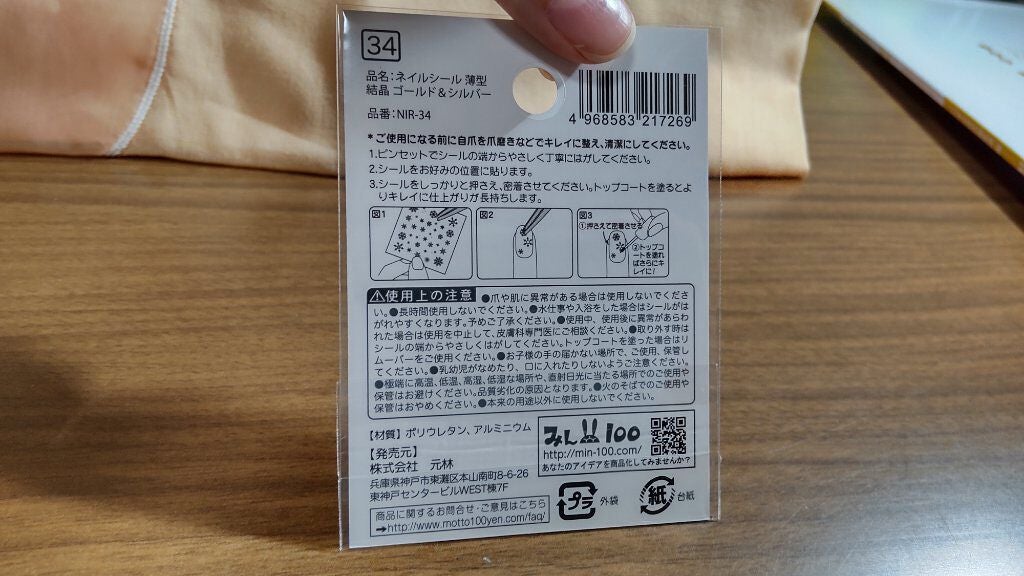 34
品名:ネイルシール 薄型
結晶 ゴールド&シルバー
品番:NIR-34
4 968583 217269
*ご使用になる前に自爪を爪磨きなどでキレイに整え、清潔にしてください。
1.ピンセットでシールの端からやさしく丁寧にはがしてください。
2.シールをお好みの位置に貼ります。
3.シールをしっかりと押さえ、密着させてください。トップコートを塗るとよ
りキレイに仕上がりが長持ちします。
図1
図2
図3
①押さえて密着させる
②トップコ
ートを塗れ
ばさらにキ
レイに!
⚠使用上の注意 ●爪や肌に異常がある場合は使用しないでくださ
い。●長時間使用しないでください。●水仕事や入浴をした場合はシールがは
がれやすくなります。予めご了承ください。●使用中、使用後に異常があらわ
れた場合は使用を中止して、皮膚科専門医にご相談ください。●取り外す時は
シールの端からやさしくはがしてください。トップコートを塗った場合はリ
ムーバーをご使用ください。●お子様の手の届かない場所で、ご使用、保管し
てください。●乳幼児がなめたり、口に入れたりしないようご注意ください。
●極端に高温、低温、高湿、低湿な場所や、直射日光に当たる場所でのご使用や
保管はお避けください。品質劣化の原因となります。●火のそばでのご使用や
保管はおやめください。●本来の用途以外に使用しないでください。
【材質】ポリウレタン、アルミニウム
【発売元】
株式会社 元林
兵庫県神戸市東灘区本山南町8-6-26
東神戸センタービルWEST棟7F
みん100
http://min-100.com/
あなたのアイデアを商品化してみませんか?
商品に関するお問合せ・ご意見はこちら
➡http://www.motto100yen.com/faq/
プラ 外袋
紙 台紙